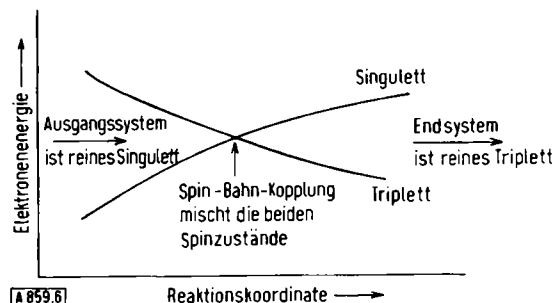 Elektronenenergie
Singulett
Ausgangssystem
ist reines Singulett
Endsystem
ist reines Triplett
Spin-Bahn-Kopplung
mischt die beiden
Spinzustände
Triplett
A 859.6
Reaktionskoordinate